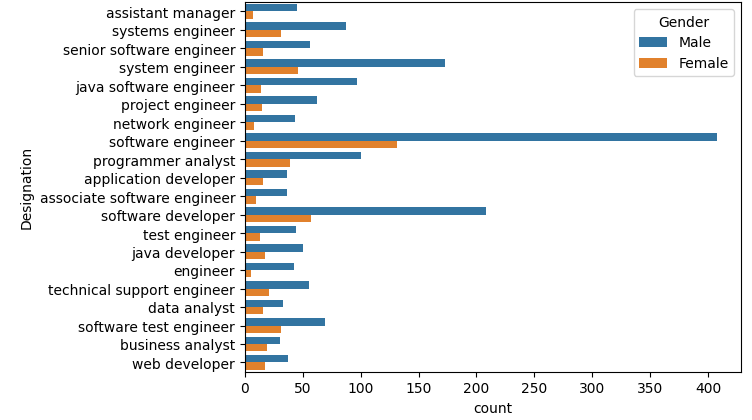 assistant manager
systems engineer
senior software engineer
system engineer
java software engineer
project engineer
network engineer
software engineer
programmer analyst
application developer
associate software engineer
software developer
test engineer
java developer
engineer
technical support engineer
data analyst
software test engineer
business analyst
web developer
Designation
Gender
Male
Female
0 50 100 150 200 250 300 350 400
count